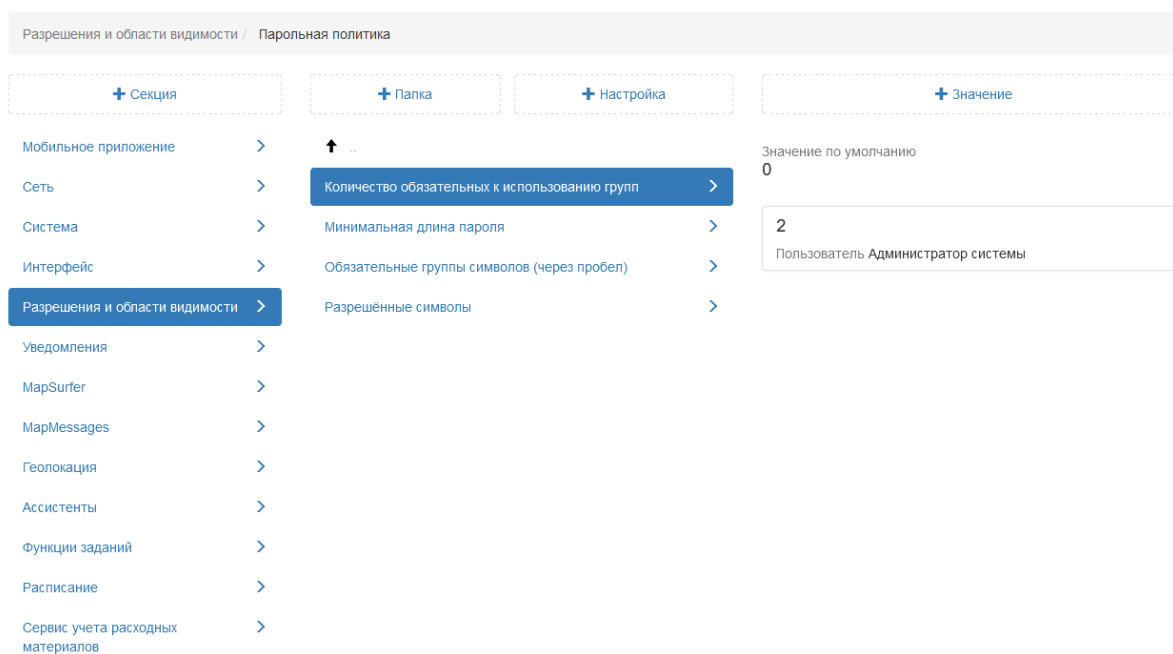 Разрешения и области видимости / Парольная политика
+ Секция
+ Папка
+ Настройка
+ Значение
Мобильное приложение
Сеть
Система
Интерфейс
Разрешения и области видимости
Уведомления
MapSurfer
MapMessages
Геолокация
Ассистенты
Функции заданий
Расписание
Сервис учета расходных
материалов
..
Количество обязательных к использованию групп
Минимальная длина пароля
Обязательные группы символов (через пробел)
Разрешённые символы
Значение по умолчанию
0
2
Пользователь Администратор системы